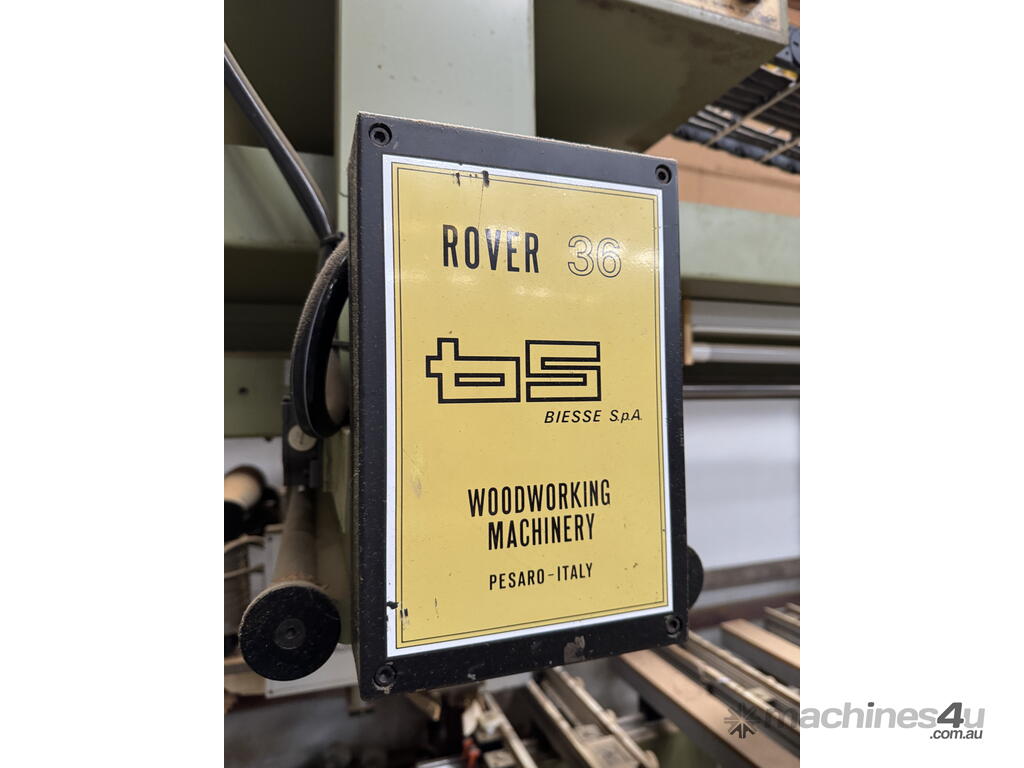 ROVER 36
bs
BIESSE S.p.A.
WOODWORKING
MACHINERY
PESARO-ITALY
machines4u
.com.au